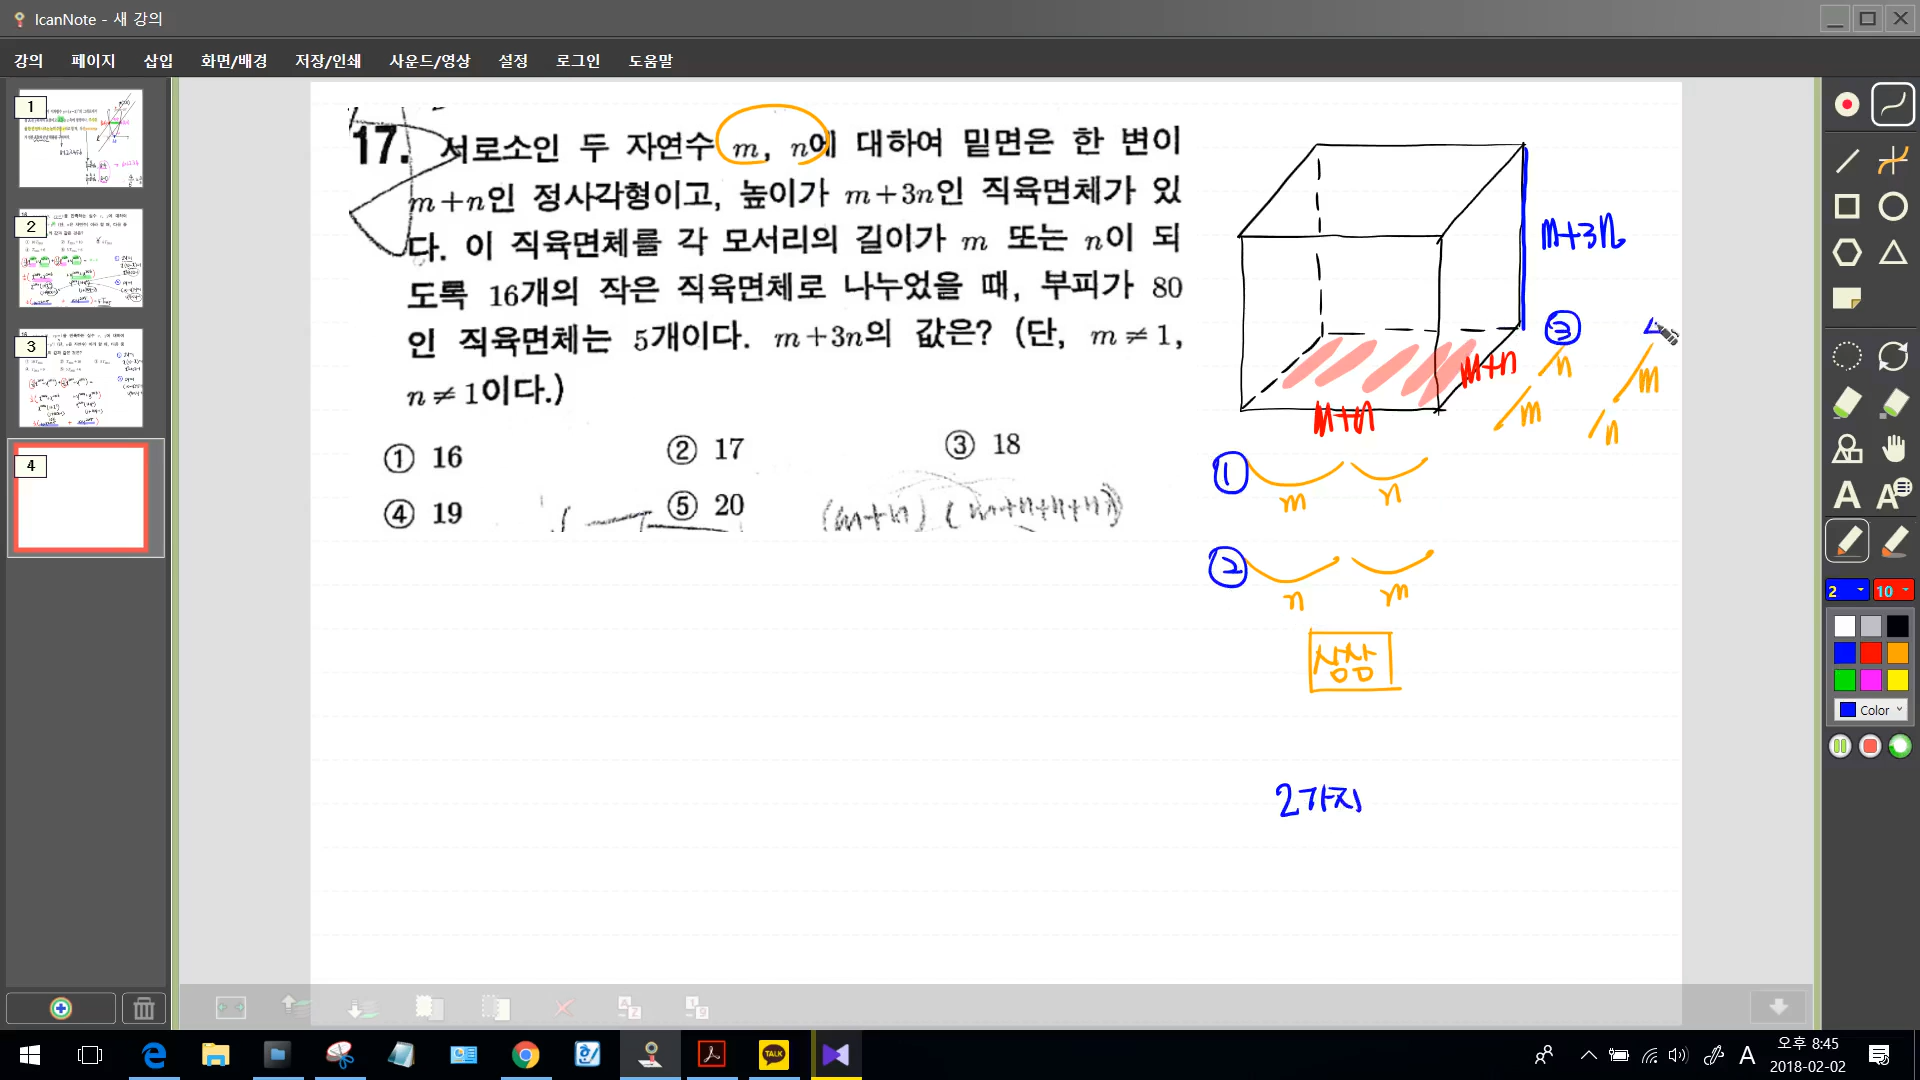 IcanNote - 새 강의
강의 페이지 삽입 화면/배경 저장/인쇄 사운드/영상 설정 로그인 도움말
1
2
3
4
17. 서로소인 두 자연수 m, n에 대하여 밑면은 한 변이
m+n인 정사각형이고, 높이가 m+3n인 직육면체가 있
다. 이 직육면체를 각 모서리의 길이가 m 또는 n이 되
도록 16개의 작은 직육면체로 나누었을 때, 부피가 80
인 직육면체는 5개이다. m+3n의 값은? (단, m≠1,
n≠1이다.)
① 16 ② 17 ③ 18
④ 19 ⑤ 20
(m+n) (m+n+n+n)
m+3n
m+n
m+n
③
n
m
m
n
①
m n
②
n m
상상
2가지
2 10
Color
오후 8:45
2018-02-02
A
TALK